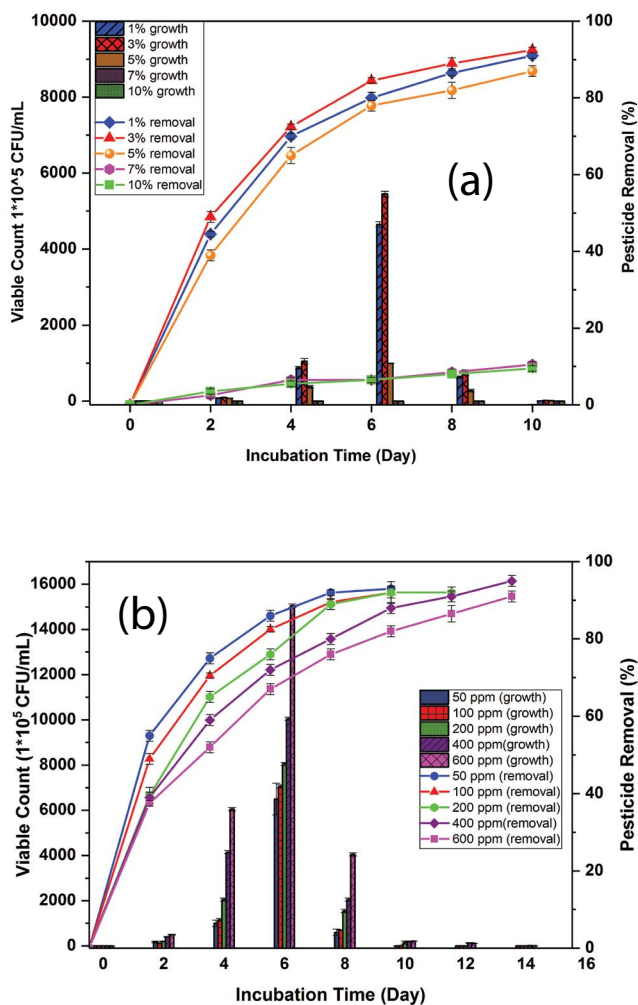 10000
8000
6000
4000
2000
0
Viable Count 1*10^5 CFU/mL
1% growth
3% growth
5% growth
7% growth
10% growth
1% removal
3% removal
5% removal
7% removal
10% removal
(a)
100
80
60
40
20
0
Pesticide Removal (%)
0 2 4 6 8 10
Incubation Time (Day)
16000
14000
12000
10000
8000
6000
4000
2000
0
Viable Count (1*10⁵ CFU/mL)
(b)
50 ppm (growth)
100 ppm (growth)
200 ppm (growth)
400 ppm(growth)
600 ppm (growth)
50 ppm (removal)
100 ppm (removal)
200 ppm (removal)
400 ppm(removal)
600 ppm (removal)
100
80
60
40
20
0
Pesticide Removal (%)
0 2 4 6 8 10 12 14 16
Incubation Time (Day)